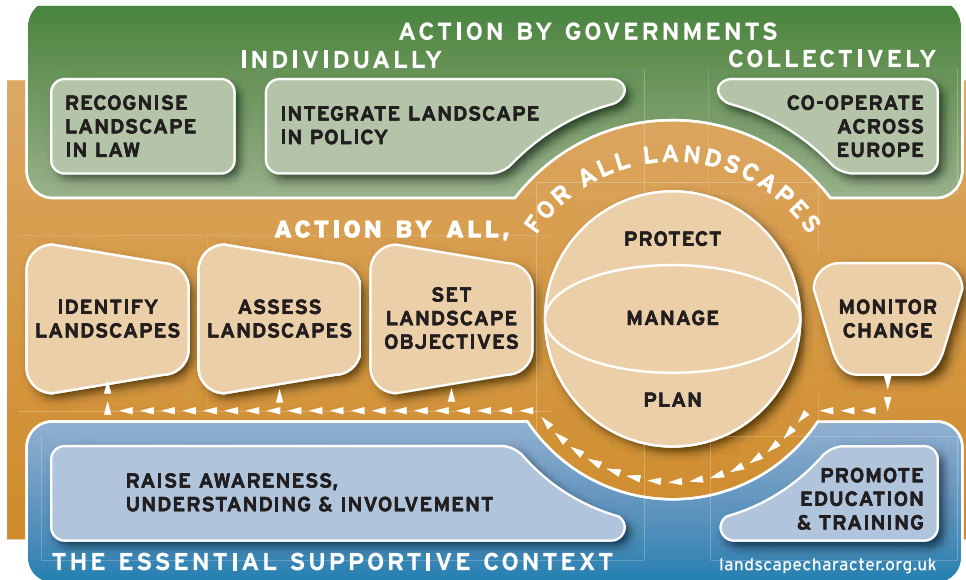 ACTION BY GOVERNMENTS
INDIVIDUALLY
COLLECTIVELY
RECOGNISE
LANDSCAPE
IN LAW
INTEGRATE LANDSCAPE
IN POLICY
CO-OPERATE
ACROSS
EUROPE
ACTION BY ALL,
FOR ALL LANDSCAPES
IDENTIFY
LANDSCAPES
ASSESS
LANDSCAPES
SET
LANDSCAPE
OBJECTIVES
PROTECT
MANAGE
PLAN
MONITOR
CHANGE
RAISE AWARENESS,
UNDERSTANDING & INVOLVEMENT
PROMOTE
EDUCATION
& TRAINING
THE ESSENTIAL SUPPORTIVE CONTEXT
landscapecharacter.org.uk